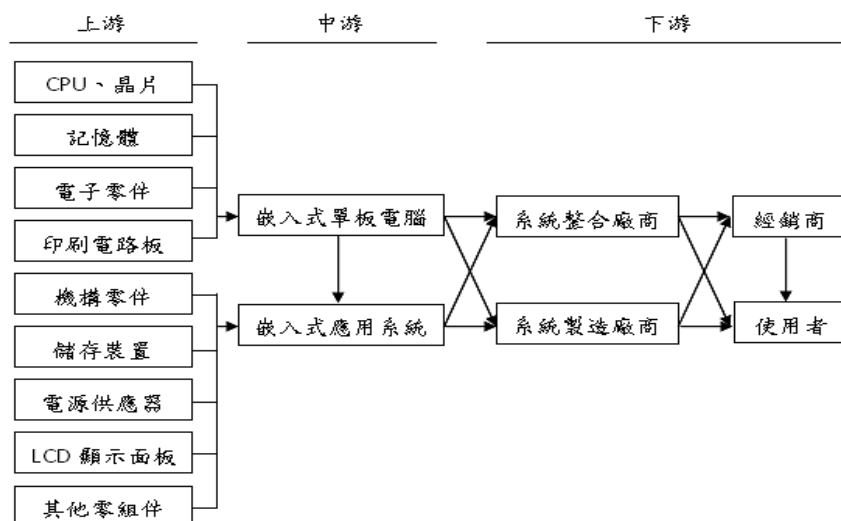 上游
中游
下游
CPU、晶片
記憶體
電子零件
印刷電路板
機構零件
儲存裝置
電源供應器
LCD 顯示面板
其他零組件
嵌入式單板電腦
嵌入式應用系統
系統整合廠商
系統製造廠商
經銷商
使用者